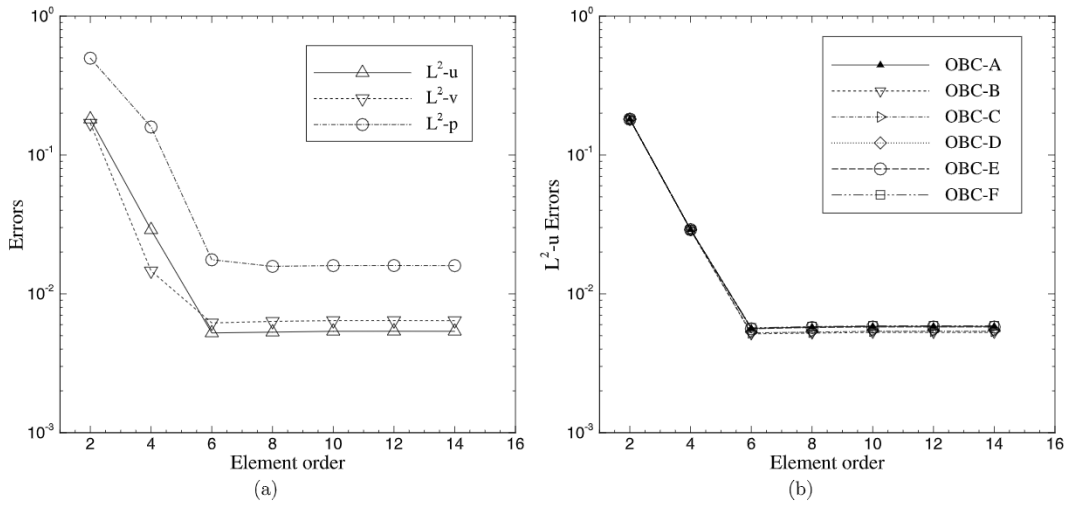 10^0
10^-1
10^-2
10^-3
Errors
L^2-u
L^2-v
L^2-p
2 4 6 8 10 12 14 16
Element order
(a)
10^0
10^-1
10^-2
10^-3
L^2-u Errors
OBC-A
OBC-B
OBC-C
OBC-D
OBC-E
OBC-F
2 4 6 8 10 12 14 16
Element order
(b)